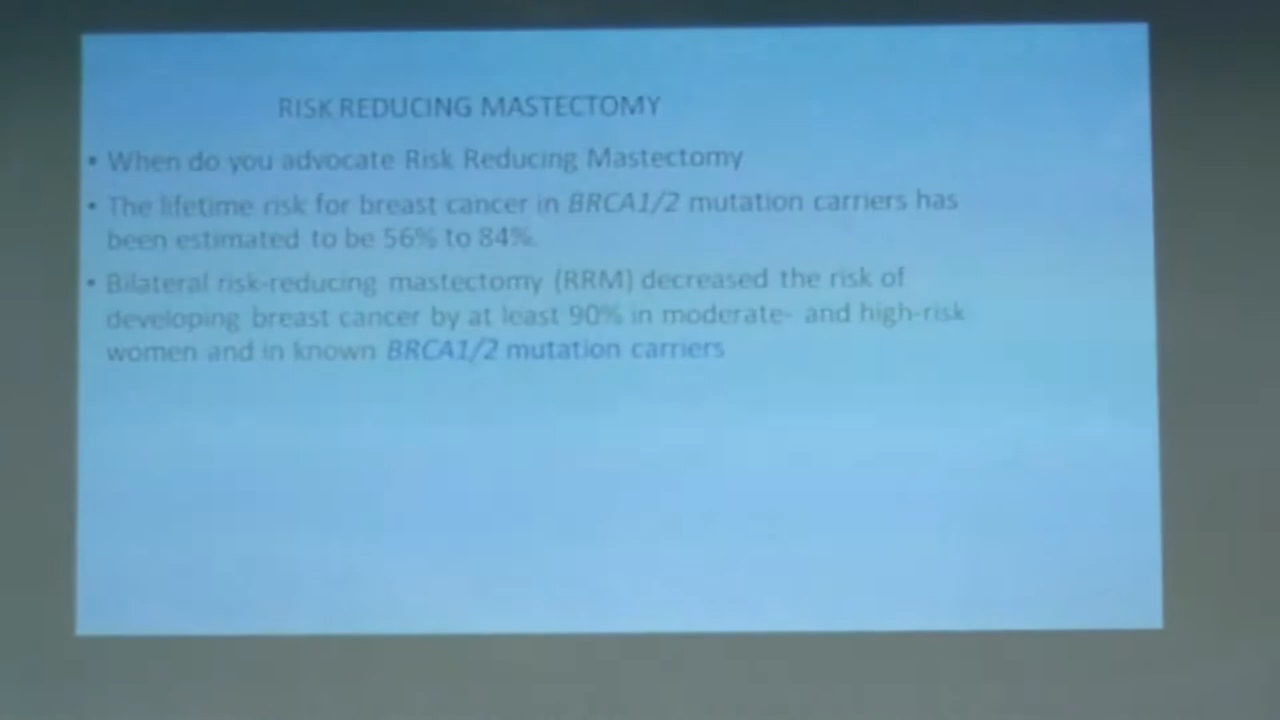 RISK REDUCING MASTECTOMY
• When do you advocate Risk Reducing Mastectomy
• The lifetime risk for breast cancer in BRCA1/2 mutation carriers has
been estimated to be 56% to 84%.
• Bilateral risk-reducing mastectomy (RRM) decreased the risk of
developing breast cancer by at least 90% in moderate- and high-risk
women and in known BRCA1/2 mutation carriers